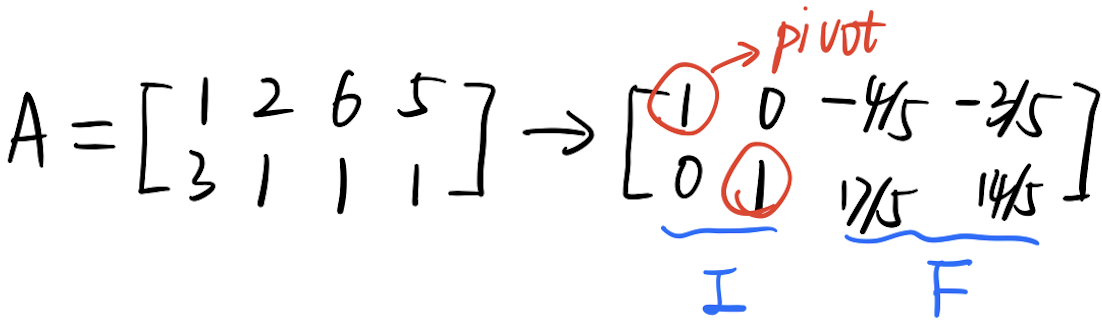 pivot
A = [ 1 2 6 5 → [ 1 0 -4/5 -3/5
3 1 1 1 ] 0 1 17/5 14/5 ]
I F